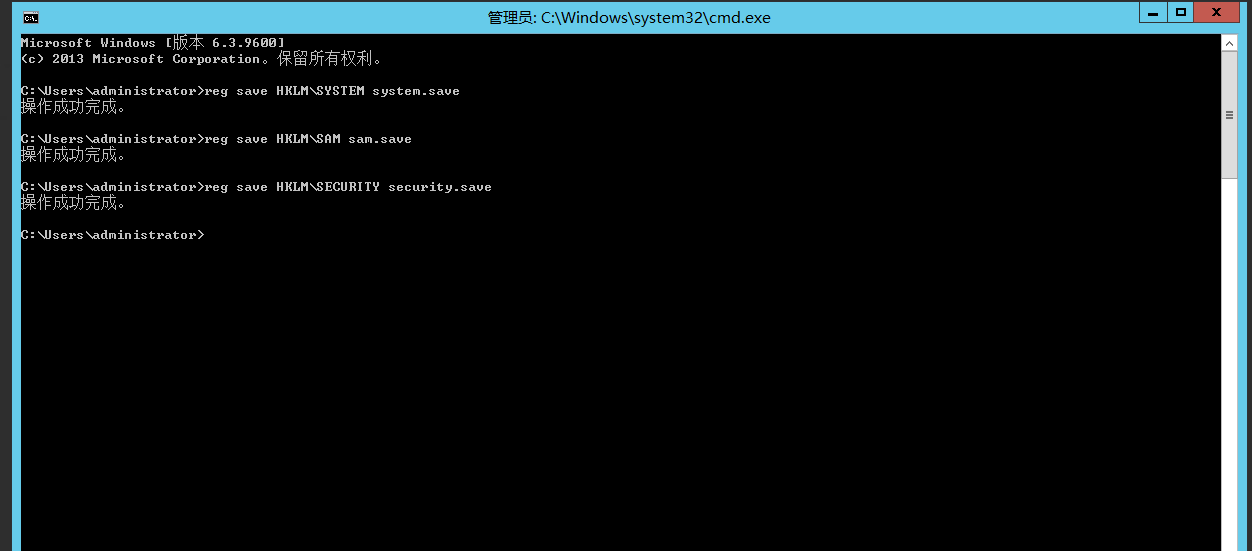 管理员: C:\Windows\system32\cmd.exe
Microsoft Windows [版本 6.3.9600]
(c) 2013 Microsoft Corporation。保留所有权利。
C:\Users\administrator>reg save HKLM\SYSTEM system.save
操作成功完成。
C:\Users\administrator>reg save HKLM\SAM sam.save
操作成功完成。
C:\Users\administrator>reg save HKLM\SECURITY security.save
操作成功完成。
C:\Users\administrator>